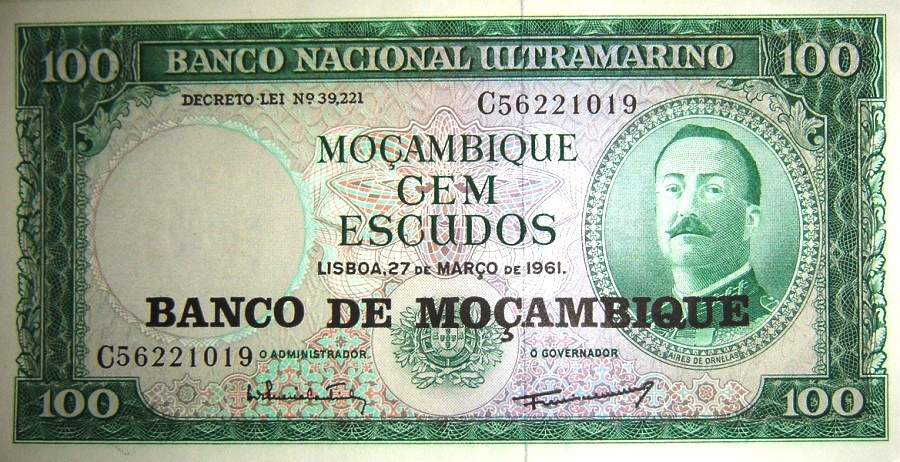 100 BANCO NACIONAL ULTRAMARINO 100
DECRETO-LEI Nº 39,221
C56221019
MOÇAMBIQUE
CEM
ESCUDOS
LISBOA, 27 DE MARÇO DE 1961.
BANCO DE MOÇAMBIQUE
C56221019
O ADMINISTRADOR
O GOVERNADOR
AIRES DE ORNELAS
100 100